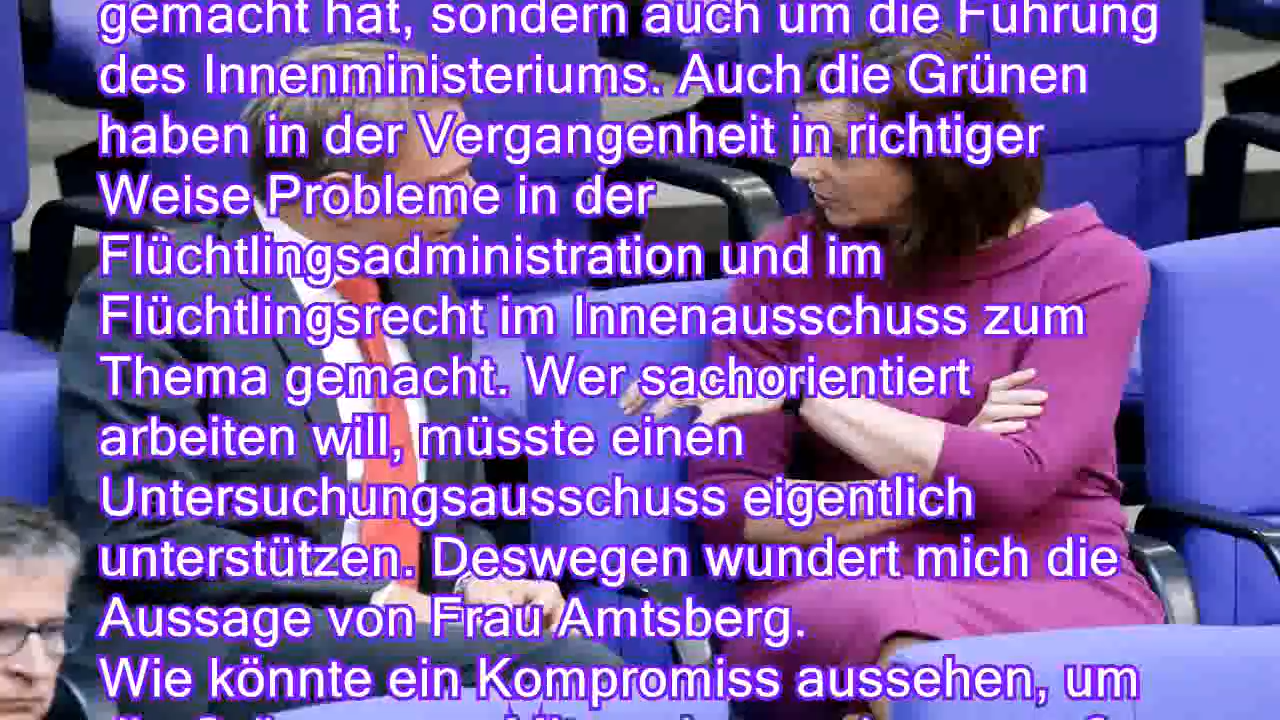 gemacht hat, sondern auch um die Führung
des Innenministeriums. Auch die Grünen
haben in der Vergangenheit in richtiger
Weise Probleme in der
Flüchtlingsadministration und im
Flüchtlingsrecht im Innenausschuss zum
Thema gemacht. Wer sachorientiert
arbeiten will, müsste einen
Untersuchungsausschuss eigentlich
unterstützen. Deswegen wundert mich die
Aussage von Frau Amtsberg.
Wie könnte ein Kompromiss aussehen, um